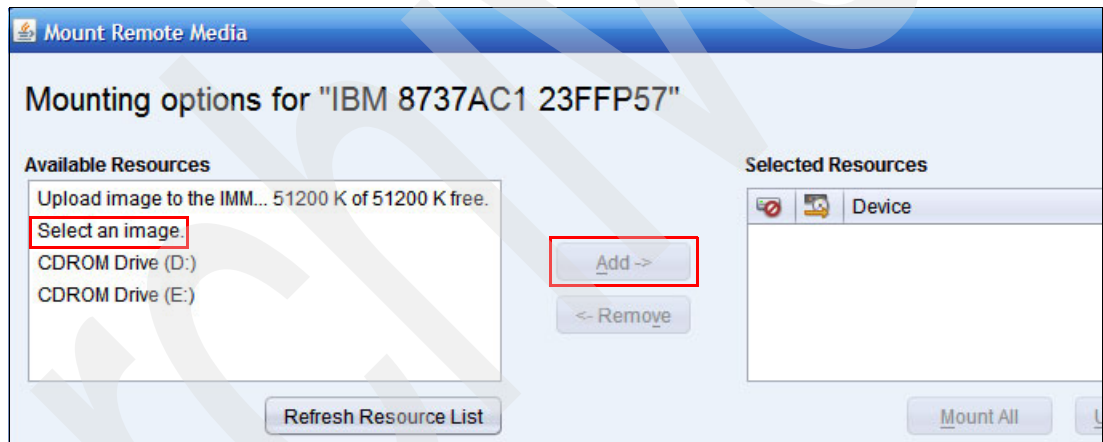 Mount Remote Media
Mounting options for "IBM 8737AC1 23FFP57"
Available Resources
Selected Resources
Upload image to the IMM... 51200 K of 51200 K free.
Select an image.
CDROM Drive (D:)
CDROM Drive (E:)
Add ->
<- Remove
Device
Refresh Resource List
Mount All